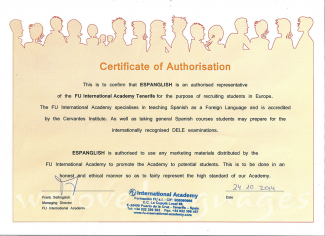 Certificate of Authorisation
This is to confirm that ESPANGLISH is an authorised representative
of the FU International Academy Tenerife for the purpose of recruiting students in Europe.
The FU International Academy specialises in teaching Spanish as a Foreign Language and is accredited
by the Cervantes Institute. As well as taking general Spanish courses students may prepare for the
internationally recognised DELE examinations.
ESPANGLISH is authorised to use any marketing materials distributed by the
FU International Academy to promote the Academy to potential students. This is to be done in an
honest and ethical manner so as to fairly represent the high standard of our Academy.
International Academy
24.10.2014
Managing Director
FU International Academy
Date